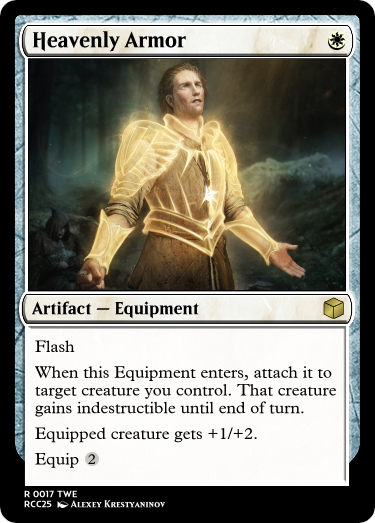 Heavenly Armor
Artifact — Equipment
Flash
When this Equipment enters, attach it to
target creature you control. That creature
gains indestructible until end of turn.
Equipped creature gets +1/+2.
Equip 2
R 0017 TWE
RCC25 Alexey Krestyaninov